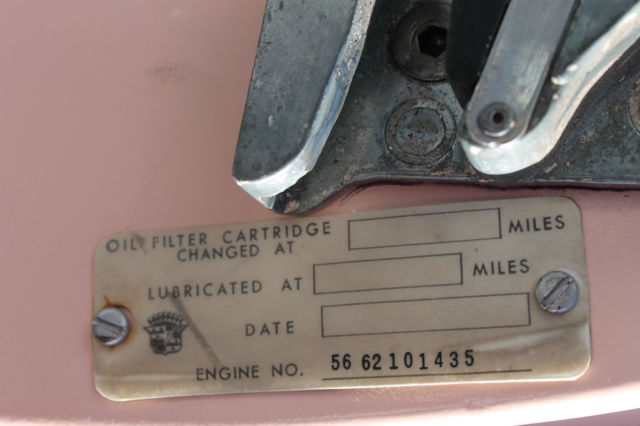 OIL FILTER CARTRIDGE
CHANGED AT MILES
LUBRICATED AT MILES
DATE
ENGINE NO. 56 62101435